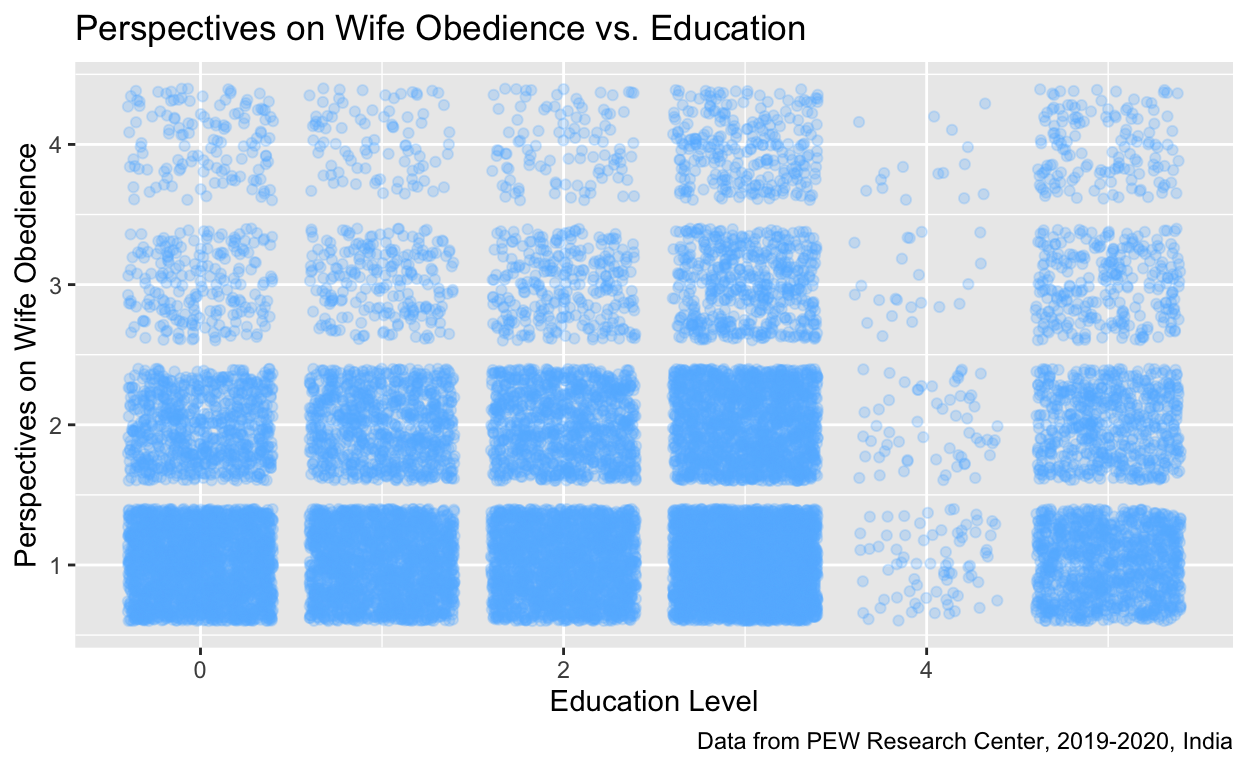 Perspectives on Wife Obedience vs. Education
Perspectives on Wife Obedience
4
3
2
1
0
2
4
Education Level
Data from PEW Research Center, 2019-2020, India